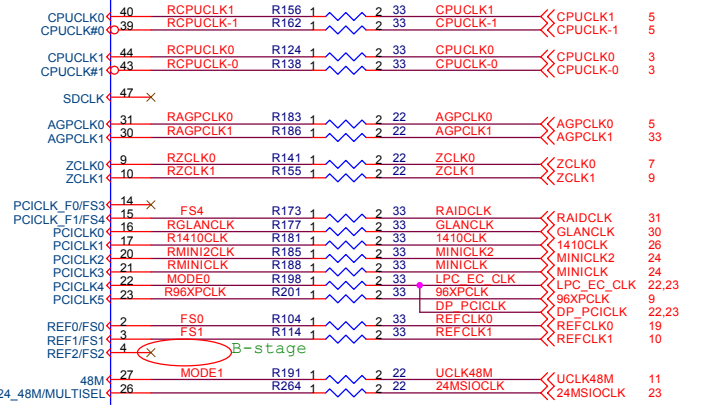 CPUCLK0 40 RCPUCLK1 R156 1 2 33 CPUCLK1 CPUCLK1 5
CPUCLK#0 39 RCPUCLK-1 R162 1 2 33 CPUCLK-1 CPUCLK-1 5
CPUCLK1 44 RCPUCLK0 R124 1 2 33 CPUCLK0 CPUCLK0 3
CPUCLK#1 43 RCPUCLK-0 R138 1 2 33 CPUCLK-0 CPUCLK-0 3
SDCLK 47
AGPCLK0 31 RAGPCLK0 R183 1 2 22 AGPCLK0 AGPCLK0 5
AGPCLK1 30 RAGPCLK1 R186 1 2 22 AGPCLK1 AGPCLK1 33
ZCLK0 9 RZCLK0 R141 1 2 22 ZCLK0 ZCLK0 7
ZCLK1 10 RZCLK1 R155 1 2 22 ZCLK1 ZCLK1 9
PCICLK_F0/FS3 14
PCICLK_F1/FS4 15 FS4 R173 1 2 33 RAIDCLK RAIDCLK 31
PCICLK0 16 RGLANCLK R177 1 2 33 GLANCLK GLANCLK 30
PCICLK1 17 R1410CLK R181 1 2 33 1410CLK 1410CLK 26
PCICLK2 20 RMINI2CLK R185 1 2 33 MINICLK2 MINICLK2 24
PCICLK3 21 RMINICLK R188 1 2 33 MINICLK MINICLK 24
PCICLK4 22 MODE0 R198 1 2 33 LPC_EC_CLK LPC_EC_CLK 22,23
PCICLK5 23 R96XPCLK R201 1 2 33 96XPCLK 96XPCLK 9
DP_PCICLK DP_PCICLK 22,23
REF0/FS0 2 FS0 R104 1 2 33 REFCLK0 REFCLK0 19
REF1/FS1 3 FS1 R114 1 2 33 REFCLK1 REFCLK1 10
REF2/FS2 4 B-stage
48M 27 MODE1 R191 1 2 22 UCLK48M UCLK48M 11
24_48M/MULTISEL 26 R264 1 2 22 24MSIOCLK 24MSIOCLK 23